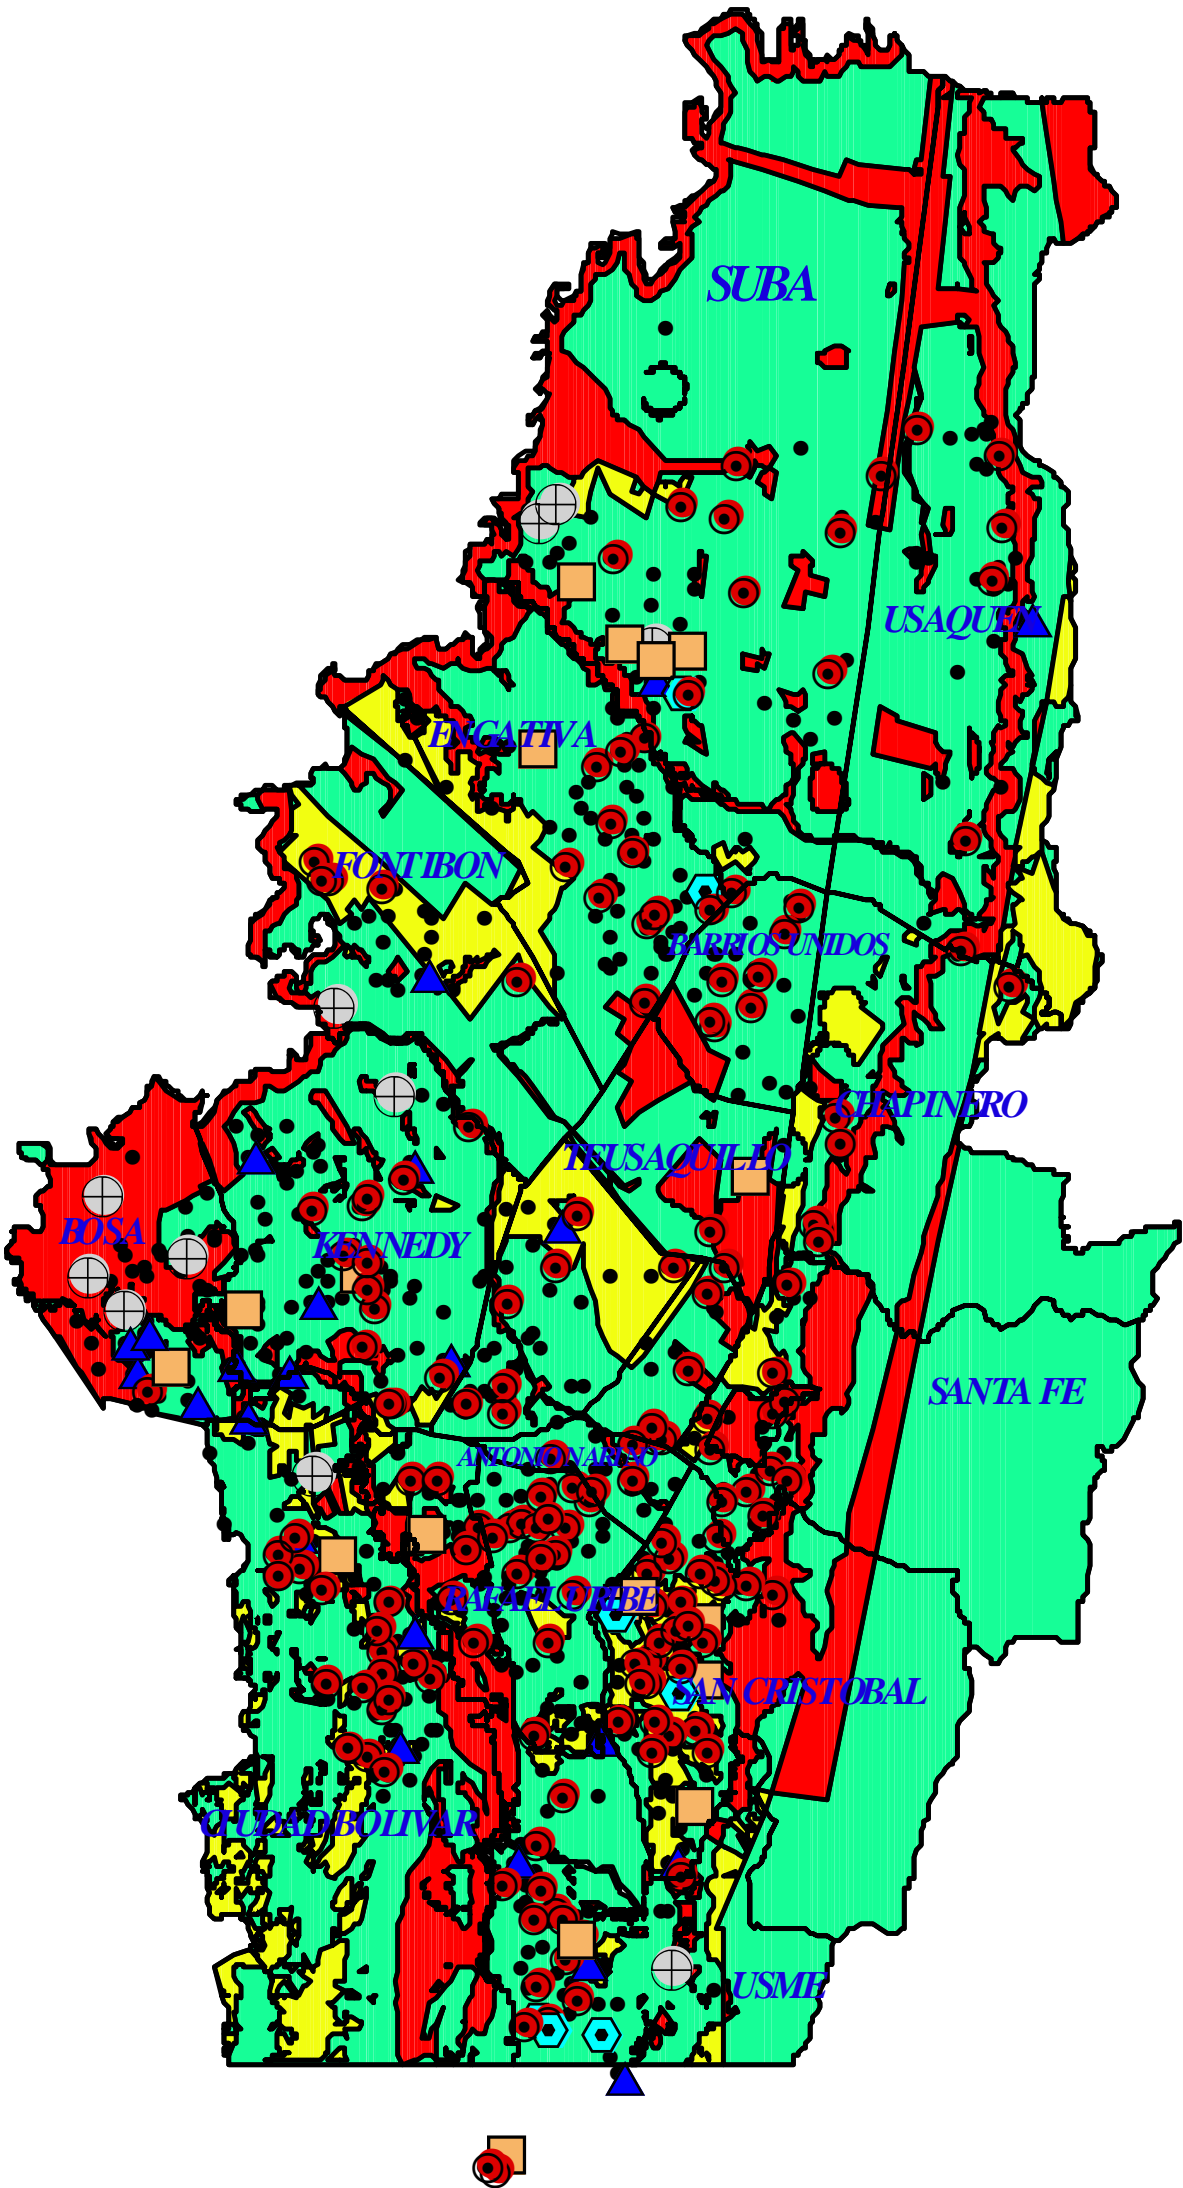 SUBA
USAQUEN
ENGATIVA
FONTIBON
BARRIOS UNIDOS
CHAPINERO
TEUSAQUILLO
BOSA
KENNEDY
SANTA FE
ANTONIO NARINO
RAFAEL URIBE
SAN CRISTOBAL
CIUDAD BOLIVAR
USME